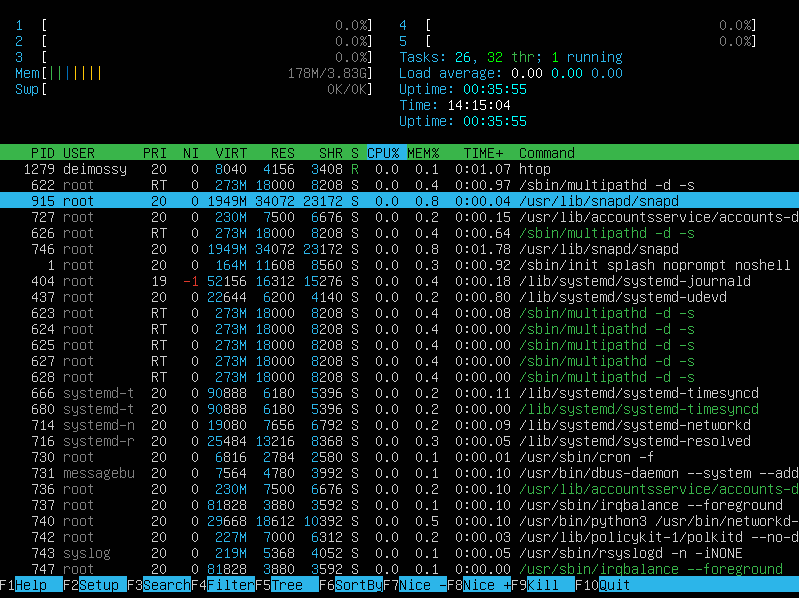 1 [ 0.0%] 4 [ 0.0%]
2 [ 0.0%] 5 [ 0.0%]
3 [ 0.0%] Tasks: 26, 32 thr; 1 running
Mem[||||||| 178M/3.83G] Load average: 0.00 0.00 0.00
Swp[ 0K/0K] Uptime: 00:35:55
Time: 14:15:04
Uptime: 00:35:55
PID USER PRI NI VIRT RES SHR S CPU% MEM% TIME+ Command
1279 deimossy 20 0 8040 4156 3408 R 0.0 0.1 0:01.07 htop
622 root RT 0 273M 18000 8208 S 0.0 0.4 0:00.97 /sbin/multipathd -d -s
915 root 20 0 1949M 34072 23172 S 0.0 0.8 0:00.04 /usr/lib/snapd/snapd
727 root 20 0 230M 7500 6676 S 0.0 0.2 0:00.15 /usr/lib/accountsservice/accounts-d
626 root RT 0 273M 18000 8208 S 0.0 0.4 0:00.64 /sbin/multipathd -d -s
746 root 20 0 1949M 34072 23172 S 0.0 0.8 0:01.78 /usr/lib/snapd/snapd
1 root 20 0 164M 11608 8560 S 0.0 0.3 0:00.92 /sbin/init splash noprompt noshell
404 root 19 -1 52156 16312 15276 S 0.0 0.4 0:00.18 /lib/systemd/systemd-journald
437 root 20 0 22644 6200 4140 S 0.0 0.2 0:00.80 /lib/systemd/systemd-udevd
623 root RT 0 273M 18000 8208 S 0.0 0.4 0:00.00 /sbin/multipathd -d -s
624 root RT 0 273M 18000 8208 S 0.0 0.4 0:00.00 /sbin/multipathd -d -s
625 root RT 0 273M 18000 8208 S 0.0 0.4 0:00.00 /sbin/multipathd -d -s
627 root RT 0 273M 18000 8208 S 0.0 0.4 0:00.00 /sbin/multipathd -d -s
628 root RT 0 273M 18000 8208 S 0.0 0.4 0:00.00 /sbin/multipathd -d -s
666 systemd-t 20 0 90888 6180 5396 S 0.0 0.2 0:00.11 /lib/systemd/systemd-timesyncd
680 systemd-t 20 0 90888 6180 5396 S 0.0 0.2 0:00.00 /lib/systemd/systemd-timesyncd
714 systemd-n 20 0 19080 7656 6792 S 0.0 0.2 0:00.09 /lib/systemd/systemd-networkd
716 systemd-r 20 0 25484 13216 8368 S 0.0 0.3 0:00.05 /lib/systemd/systemd-resolved
730 root 20 0 6816 2784 2580 S 0.0 0.1 0:00.01 /usr/sbin/cron -f
731 messagebu 20 0 7564 4780 3992 S 0.0 0.1 0:00.10 /usr/bin/dbus-daemon --system --add
736 root 20 0 230M 7500 6676 S 0.0 0.2 0:00.10 /usr/lib/accountsservice/accounts-d
737 root 20 0 81828 3880 3592 S 0.0 0.1 0:00.10 /usr/sbin/irqbalance --foreground
740 root 20 0 29668 18612 10392 S 0.0 0.5 0:00.10 /usr/bin/python3 /usr/bin/networkd-
742 root 20 0 227M 7000 6312 S 0.0 0.2 0:00.03 /usr/lib/policykit-1/polkitd --no-d
743 syslog 20 0 219M 5368 4052 S 0.0 0.1 0:00.05 /usr/sbin/rsyslogd -n -iNONE
747 root 20 0 81828 3880 3592 S 0.0 0.1 0:00.00 /usr/sbin/irqbalance --foreground
F1Help F2Setup F3SearchF4FilterF5Tree F6SortByF7Nice -F8Nice +F9Kill F10Quit